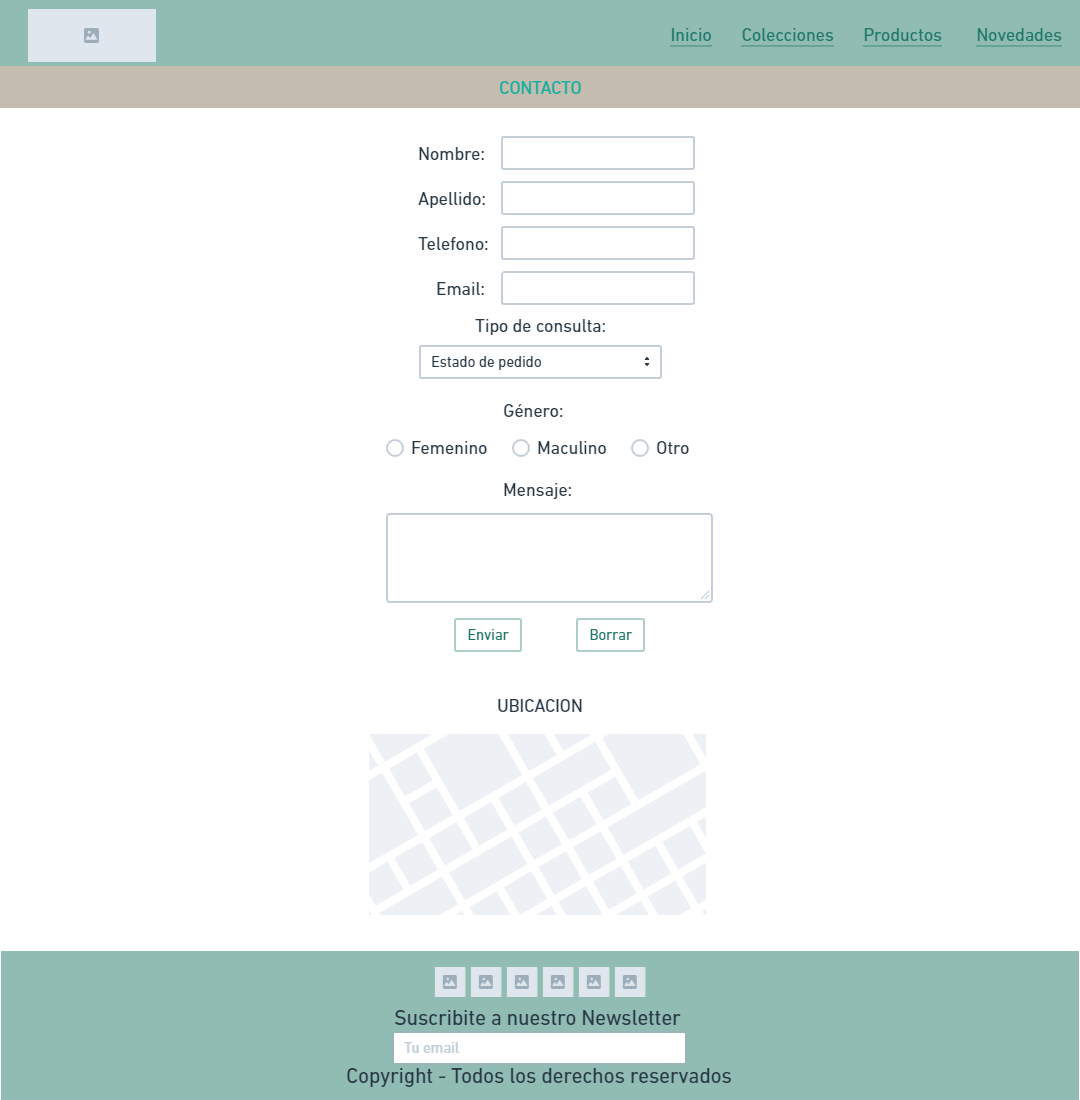 Inicio Colecciones Productos Novedades
CONTACTO
Nombre:
Apellido:
Telefono:
Email:
Tipo de consulta:
Estado de pedido
Género:
Femenino Maculino Otro
Mensaje:
Enviar Borrar
UBICACION
Suscribite a nuestro Newsletter
Tu email
Copyright - Todos los derechos reservados